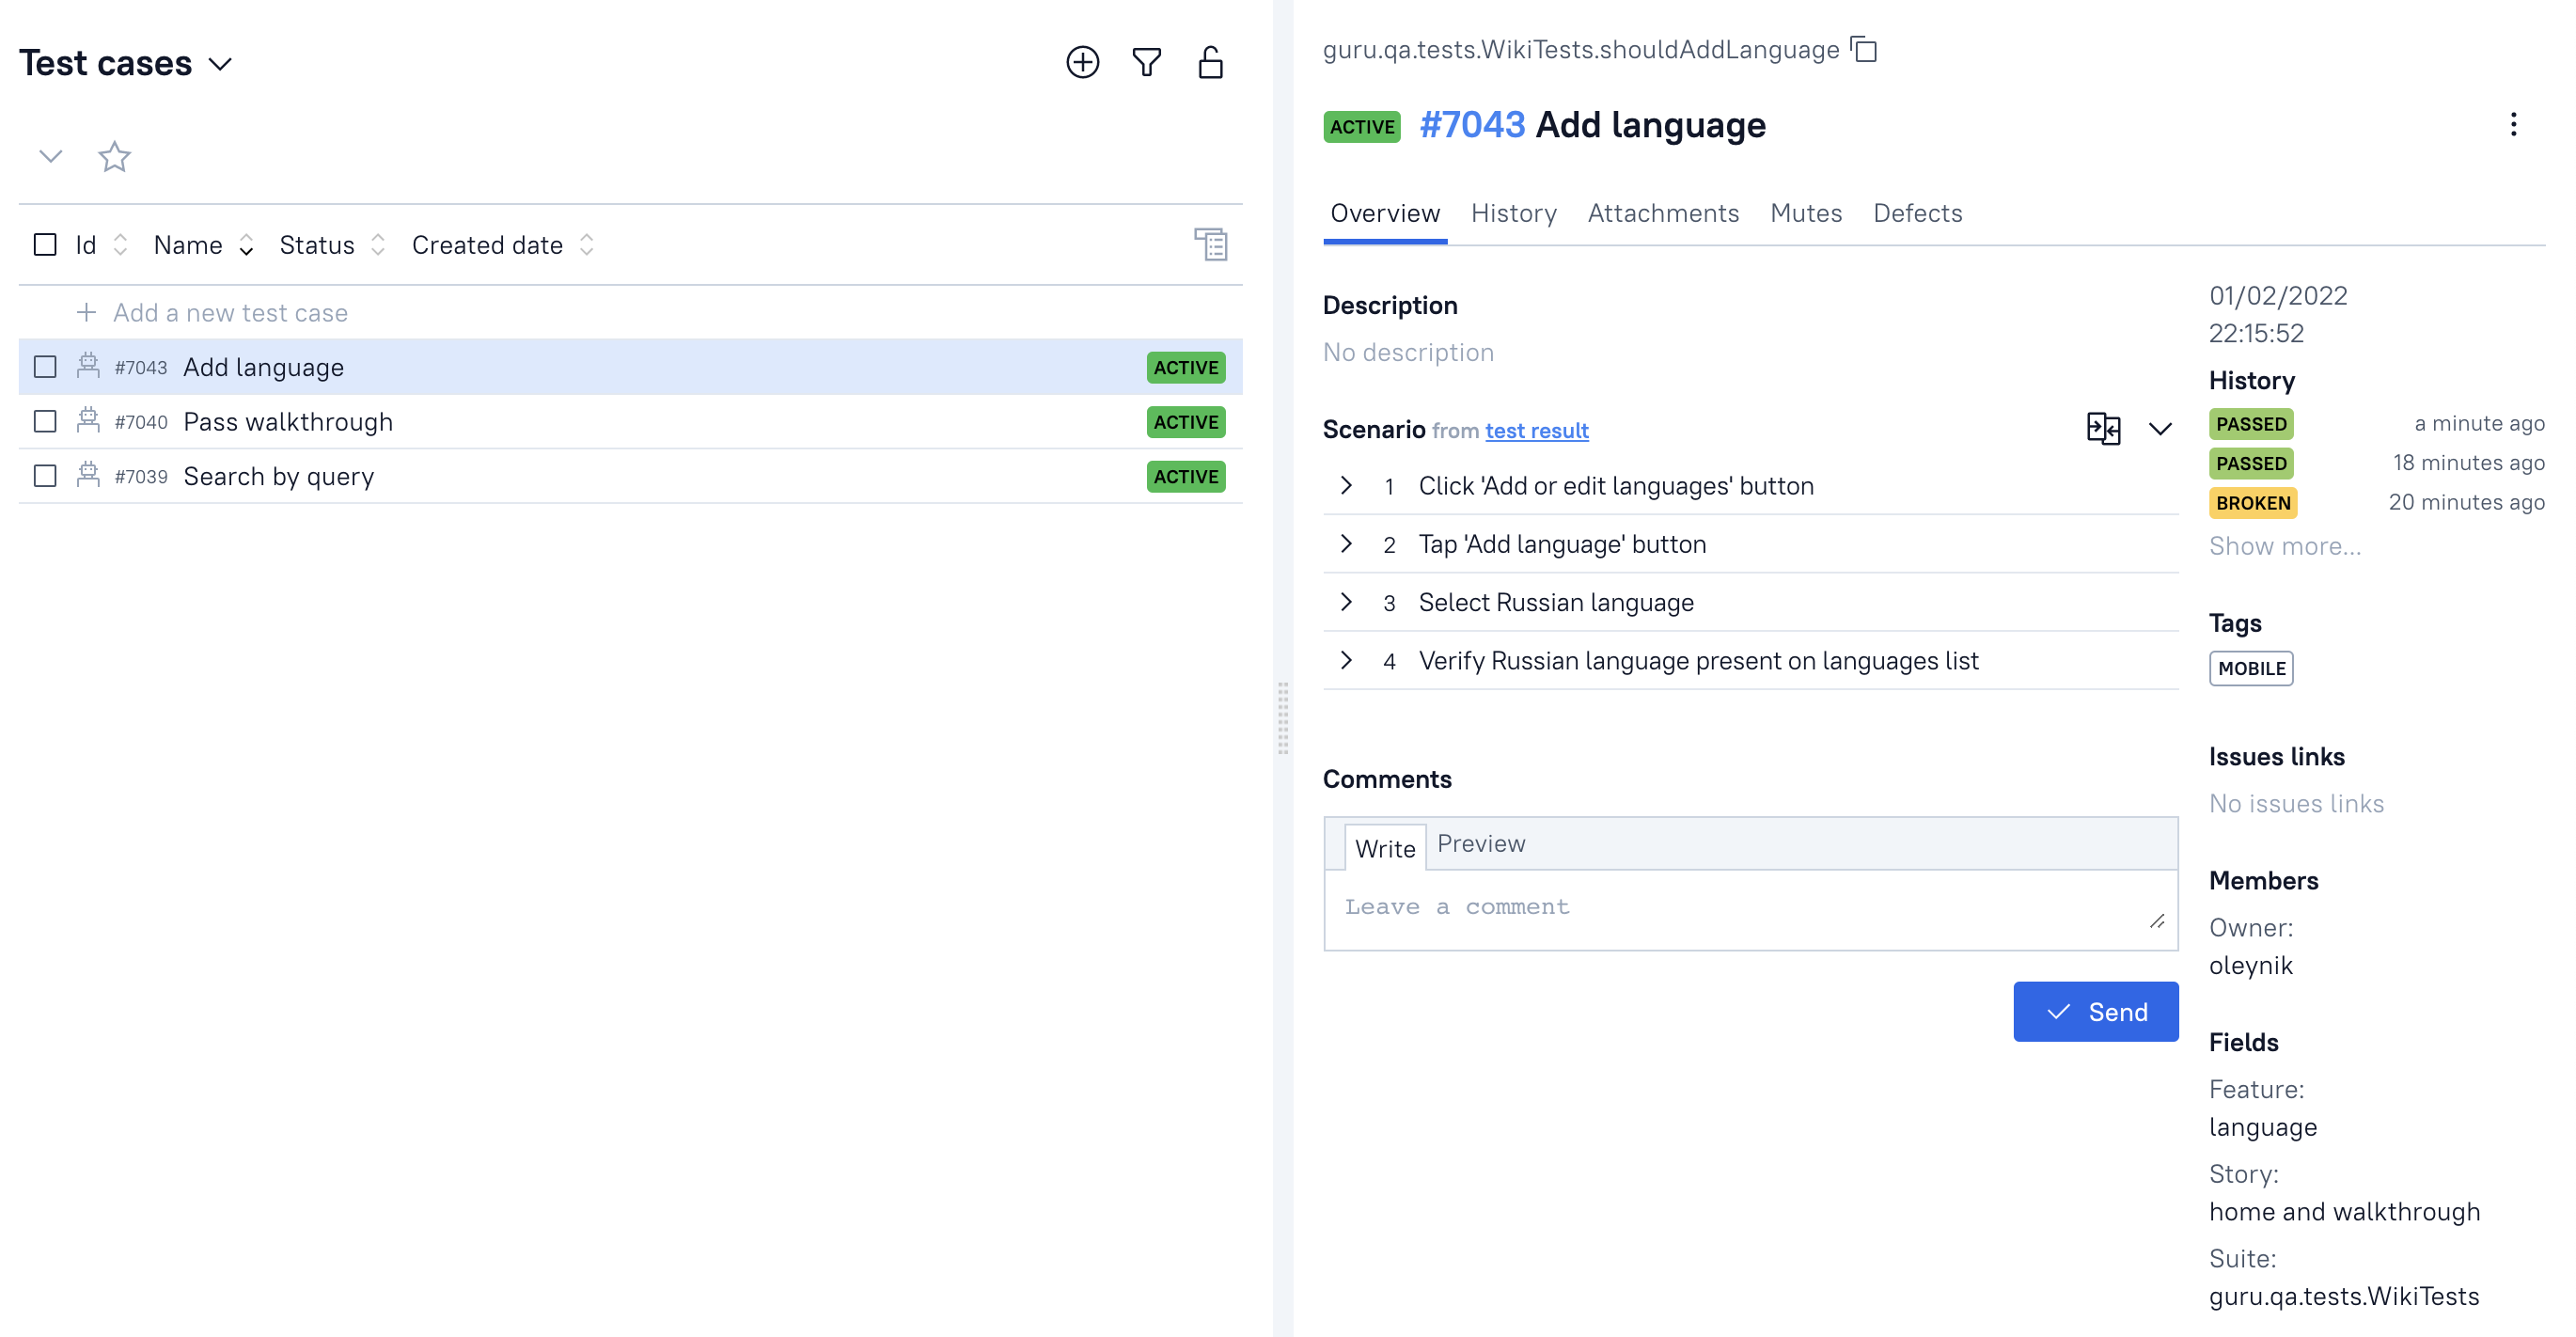 Test cases
Id Name Status Created date
Add a new test case
#7043 Add language ACTIVE
#7040 Pass walkthrough ACTIVE
#7039 Search by query ACTIVE
guru.qa.tests.WikiTests.shouldAddLanguage
ACTIVE #7043 Add language
Overview History Attachments Mutes Defects
Description
No description
Scenario from test result
1 Click 'Add or edit languages' button
2 Tap 'Add language' button
3 Select Russian language
4 Verify Russian language present on languages list
Comments
Write Preview
Leave a comment
Send
01/02/2022
22:15:52
History
PASSED a minute ago
PASSED 18 minutes ago
BROKEN 20 minutes ago
Show more...
Tags
MOBILE
Issues links
No issues links
Members
Owner:
oleynik
Fields
Feature:
language
Story:
home and walkthrough
Suite:
guru.qa.tests.WikiTests